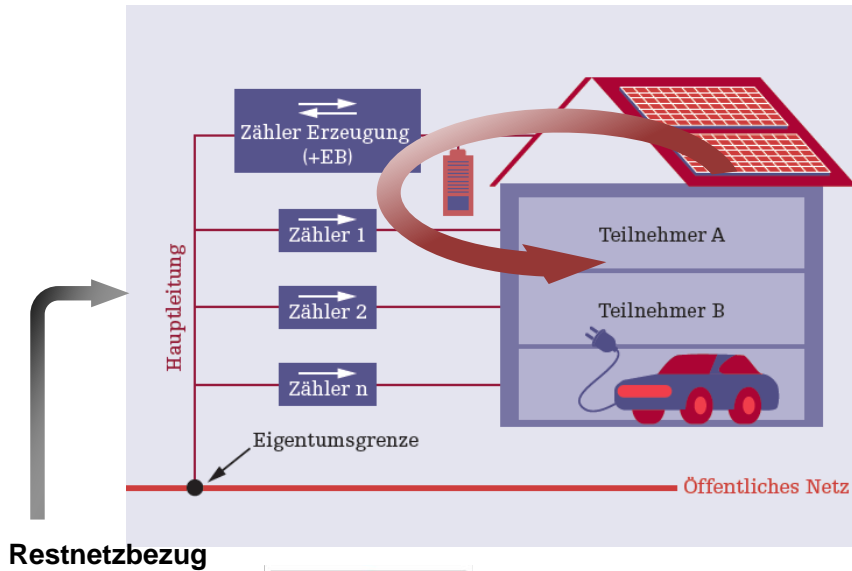 Zähler Erzeugung
(+EB)
Zähler 1
Teilnehmer A
Hauptleitung
Zähler 2
Teilnehmer B
Zähler n
Eigentumsgrenze
Öffentliches Netz
Restnetzbezug